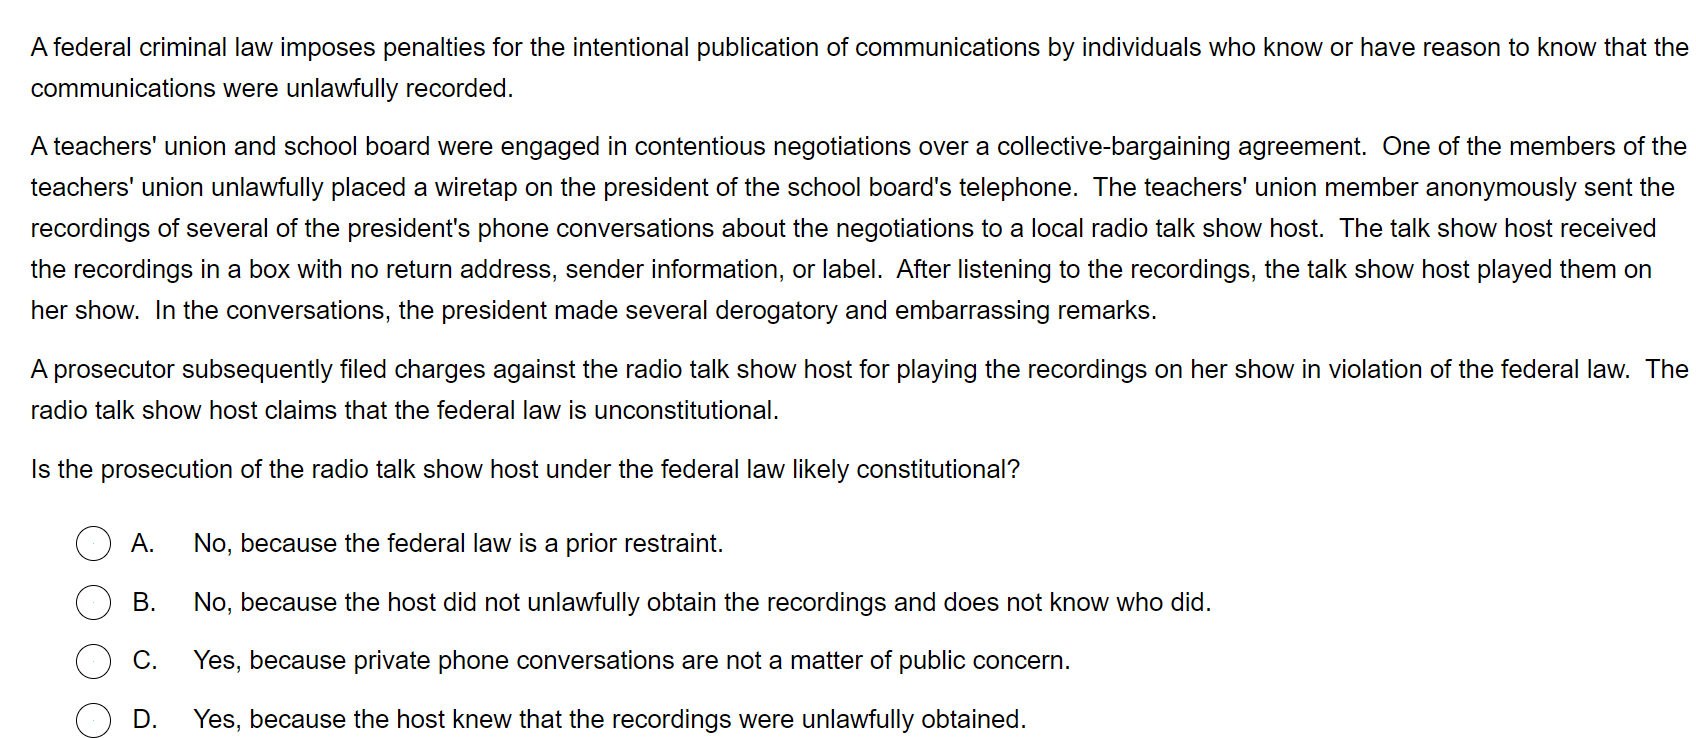 A federal criminal law imposes penalties for the intentional publication of communications by individuals who know or have reason to know that the
communications were unlawfully recorded.
A teachers' union and school board were engaged in contentious negotiations over a collective-bargaining agreement.  One of the members of the
teachers' union unlawfully placed a wiretap on the president of the school board's telephone.  The teachers' union member anonymously sent the
recordings of several of the president's phone conversations about the negotiations to a local radio talk show host.  The talk show host received
the recordings in a box with no return address, sender information, or label.  After listening to the recordings, the talk show host played them on
her show.  In the conversations, the president made several derogatory and embarrassing remarks.
A prosecutor subsequently filed charges against the radio talk show host for playing the recordings on her show in violation of the federal law.  The
radio talk show host claims that the federal law is unconstitutional.
Is the prosecution of the radio talk show host under the federal law likely constitutional?
A. No, because the federal law is a prior restraint.
B. No, because the host did not unlawfully obtain the recordings and does not know who did.
C. Yes, because private phone conversations are not a matter of public concern.
D. Yes, because the host knew that the recordings were unlawfully obtained.